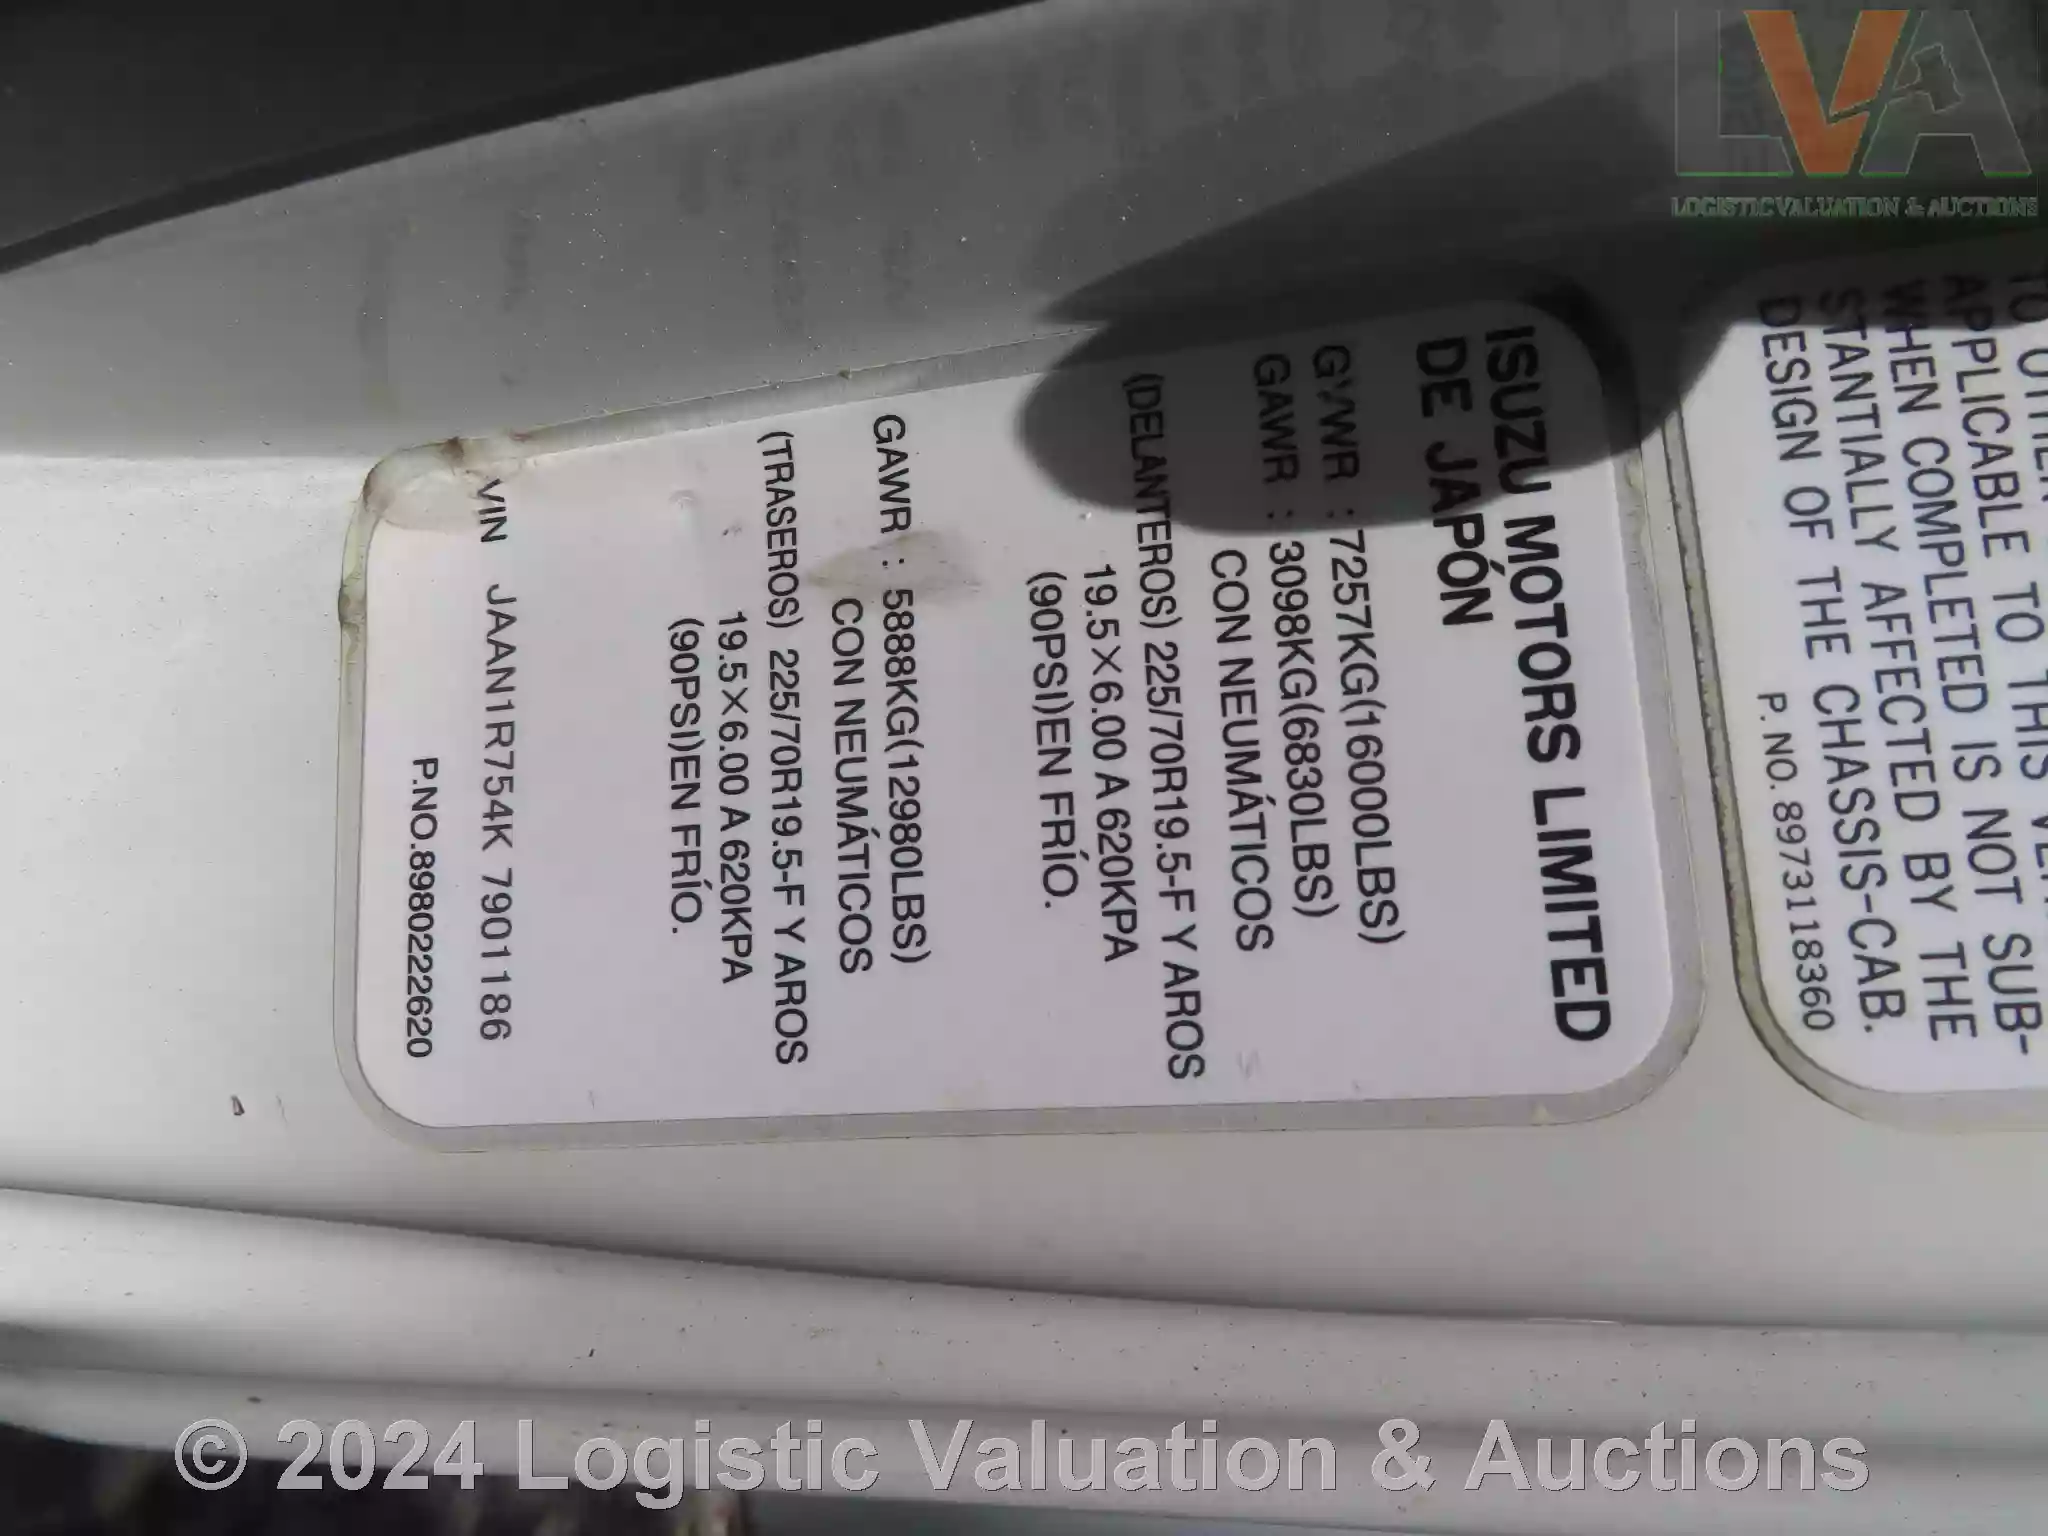 LVA
LOGISTIC VALUATION & AUCTIONS
ISUZU MOTORS LIMITED
DE JAPÓN
GVWR : 7257KG(16000LBS)
GAWR : 3098KG(6830LBS)
CON NEUMÁTICOS
(DELANTEROS) 225/70R19.5-F Y AROS
19.5×6.00 A 620KPA
(90PSI)EN FRÍO.
GAWR : 5888KG(12980LBS)
CON NEUMÁTICOS
(TRASEROS) 225/70R19.5-F Y AROS
19.5×6.00 A 620KPA
(90PSI)EN FRÍO.
VIN JAAN1R754K 7901186
P.NO.8980222620
TO OTHER
APPLICABLE TO THIS
WHEN COMPLETED IS NOT SUB-
STANTIALLY AFFECTED BY THE
DESIGN OF THE CHASSIS-CAB.
P. NO. 8973118360
© 2024 Logistic Valuation & Auctions